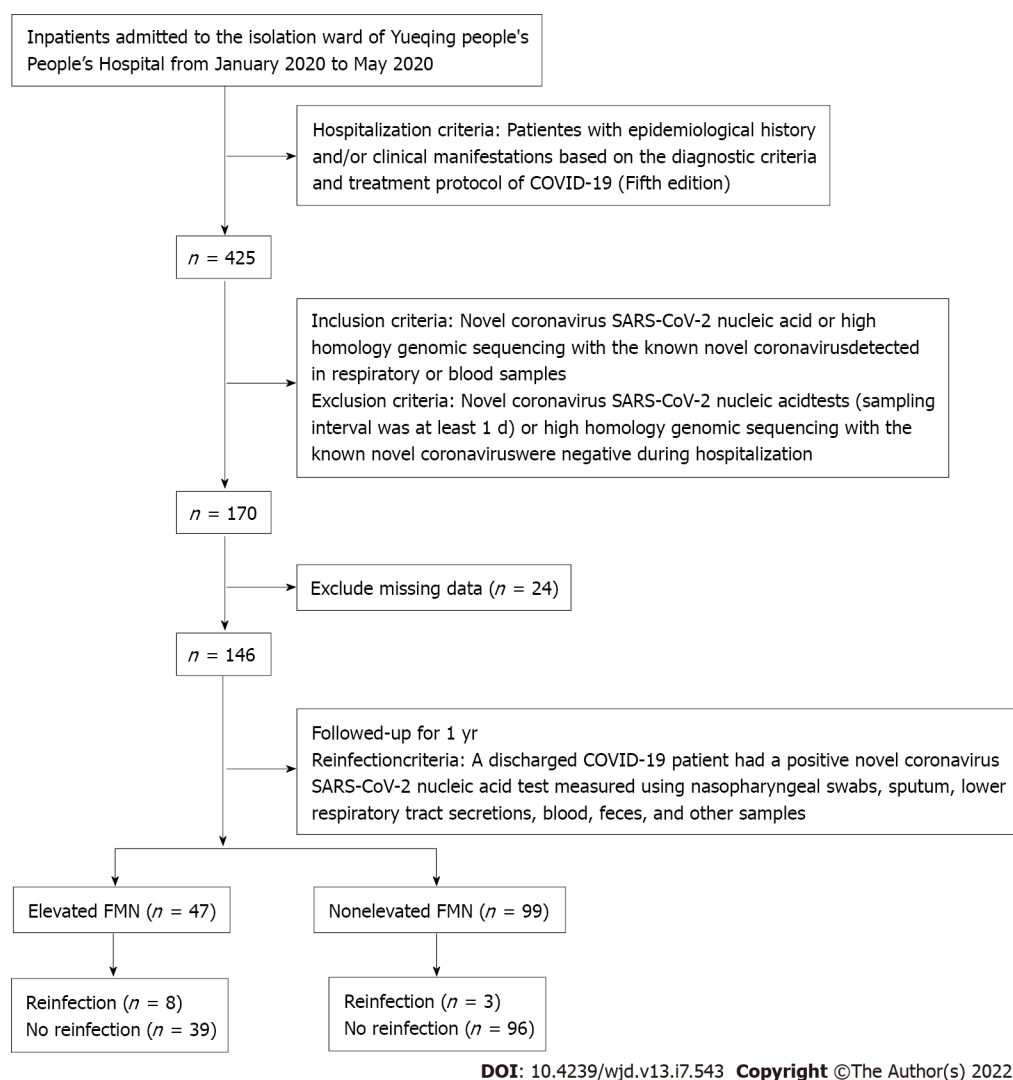 Inpatients admitted to the isolation ward of Yueqing people's
People’s Hospital from January 2020 to May 2020
Hospitalization criteria: Patientes with epidemiological history
and/or clinical manifestations based on the diagnostic criteria
and treatment protocol of COVID-19 (Fifth edition)
n = 425
Inclusion criteria: Novel coronavirus SARS-CoV-2 nucleic acid or high
homology genomic sequencing with the known novel coronavirusdetected
in respiratory or blood samples
Exclusion criteria: Novel coronavirus SARS-CoV-2 nucleic acidtests (sampling
interval was at least 1 d) or high homology genomic sequencing with the
known novel coronaviruswere negative during hospitalization
n = 170
Exclude missing data (n = 24)
n = 146
Followed-up for 1 yr
Reinfectioncriteria: A discharged COVID-19 patient had a positive novel coronavirus
SARS-CoV-2 nucleic acid test measured using nasopharyngeal swabs, sputum, lower
respiratory tract secretions, blood, feces, and other samples
Elevated FMN (n = 47)
Nonelevated FMN (n = 99)
Reinfection (n = 8)
No reinfection (n = 39)
Reinfection (n = 3)
No reinfection (n = 96)
DOI: 10.4239/wjd.v13.i7.543 Copyright ©The Author(s) 2022